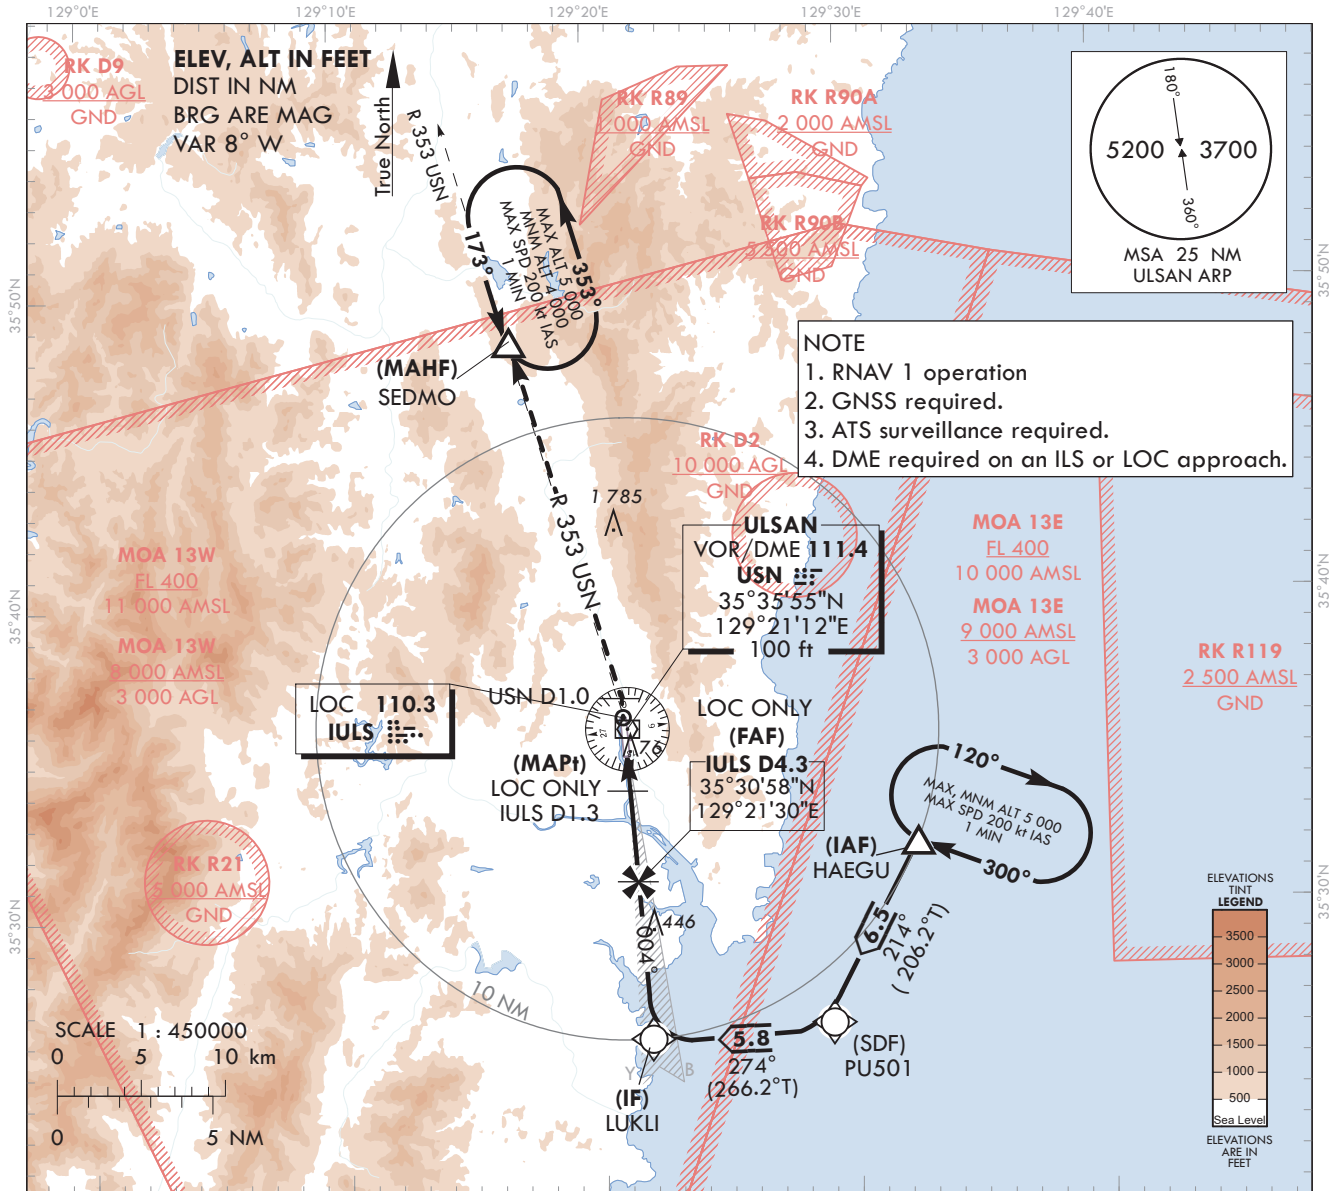 129°00'E
129°10'E
129°20'E
129°30'E
129°40'E
ELEV, ALT IN FEET
DIST IN NM
BRG ARE MAG
VAR 8° W
True North
RK D9
3 000 AGL
GND
R 353 USN
RK R89
1 000 AMSL
GND
RK R90A
2 000 AMSL
GND
RK R90B
5 500 AMSL
GND
180°
5200
3700
360°
MSA 25 NM
ULSAN ARP
35°50'N
35°50'N
173°
353°
MAX ALT 5 000
MNM ALT 4 000
MAX SPD 200 kt IAS
1 MIN
(MAHF)
SEDMO
NOTE
1. RNAV 1 operation
2. GNSS required.
3. ATS surveillance required.
4. DME required on an ILS or LOC approach.
RK D2
10 000 AGL
GND
1 785
R 353 USN
ULSAN
VOR/DME 111.4
USN
35°35'55"N
129°21'12"E
100 ft
MOA 13W
FL 400
11 000 AMSL
MOA 13W
8 000 AMSL
3 000 AGL
MOA 13E
FL 400
10 000 AMSL
MOA 13E
9 000 AMSL
3 000 AGL
35°40'N
35°40'N
RK R119
2 500 AMSL
GND
LOC 110.3
IULS
USN D1.0
27
9
76
LOC ONLY
(FAF)
IULS D4.3
35°30'58"N
129°21'30"E
(MAPt)
LOC ONLY
IULS D1.3
120°
MAX, MNM ALT 5 000
MAX SPD 200 kt IAS
1 MIN
300°
(IAF)
HAEGU
RK R21
5 000 AMSL
GND
35°30'N
35°30'N
446
004°
6.5
214°
(206.2°T)
10 NM
5.8
274°
(266.2°T)
(SDF)
PU501
Y
B
(IF)
LUKLI
SCALE 1 : 450000
0 5 10 km
0 5 NM
ELEVATIONS
TINT
LEGEND
3500
3000
2000
1500
1000
500
Sea Level
ELEVATIONS
ARE IN
FEET